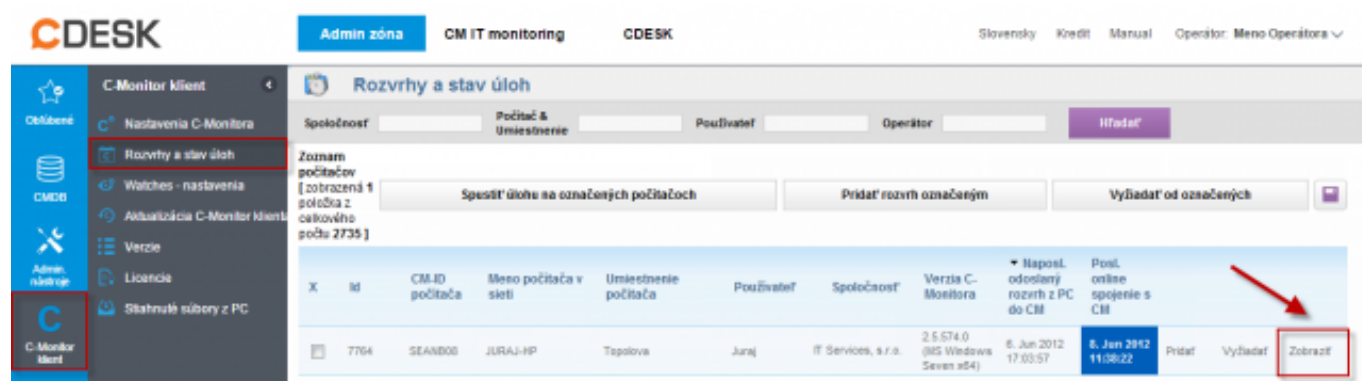 CDESK
Admin zóna CM IT monitoring CDESK
Slovensky Kredit Manual Operátor: Meno Operátora
Obľúbené
CMDB
Admin. nástroje
C-Monitor klient
C-Monitor klient
Nastavenia C-Monitora
Rozvrhy a stav úloh
Watches - nastavenia
Aktualizácia C-Monitor klienta
Verzie
Licencie
Stiahnuté súbory z PC
Rozvrhy a stav úloh
Spoločnosť Počítač & Umiestnenie Používateľ Operátor Hľadať
Zoznam počítačov
[ zobrazená 1 položka z celkového počtu 2735 ]
Spustiť úlohu na označených počítačoch Pridať rozvrh označeným Vyžiadať od označených
X Id CM-ID počítača Meno počítača v sieti Umiestnenie počítača Používateľ Spoločnosť Verzia C-Monitora Naposl. odoslaný rozvrh z PC do CM Posl. online spojenie s CM
7764 SEANB08 JURAJ-HP Topolova Juraj IT Services, s.r.o. 2.5.574.0 (MS Windows Seven x64) 6. Jun 2012 17:03:57 8. Jun 2012 11:38:22 Pridať Vyžiadať Zobraziť